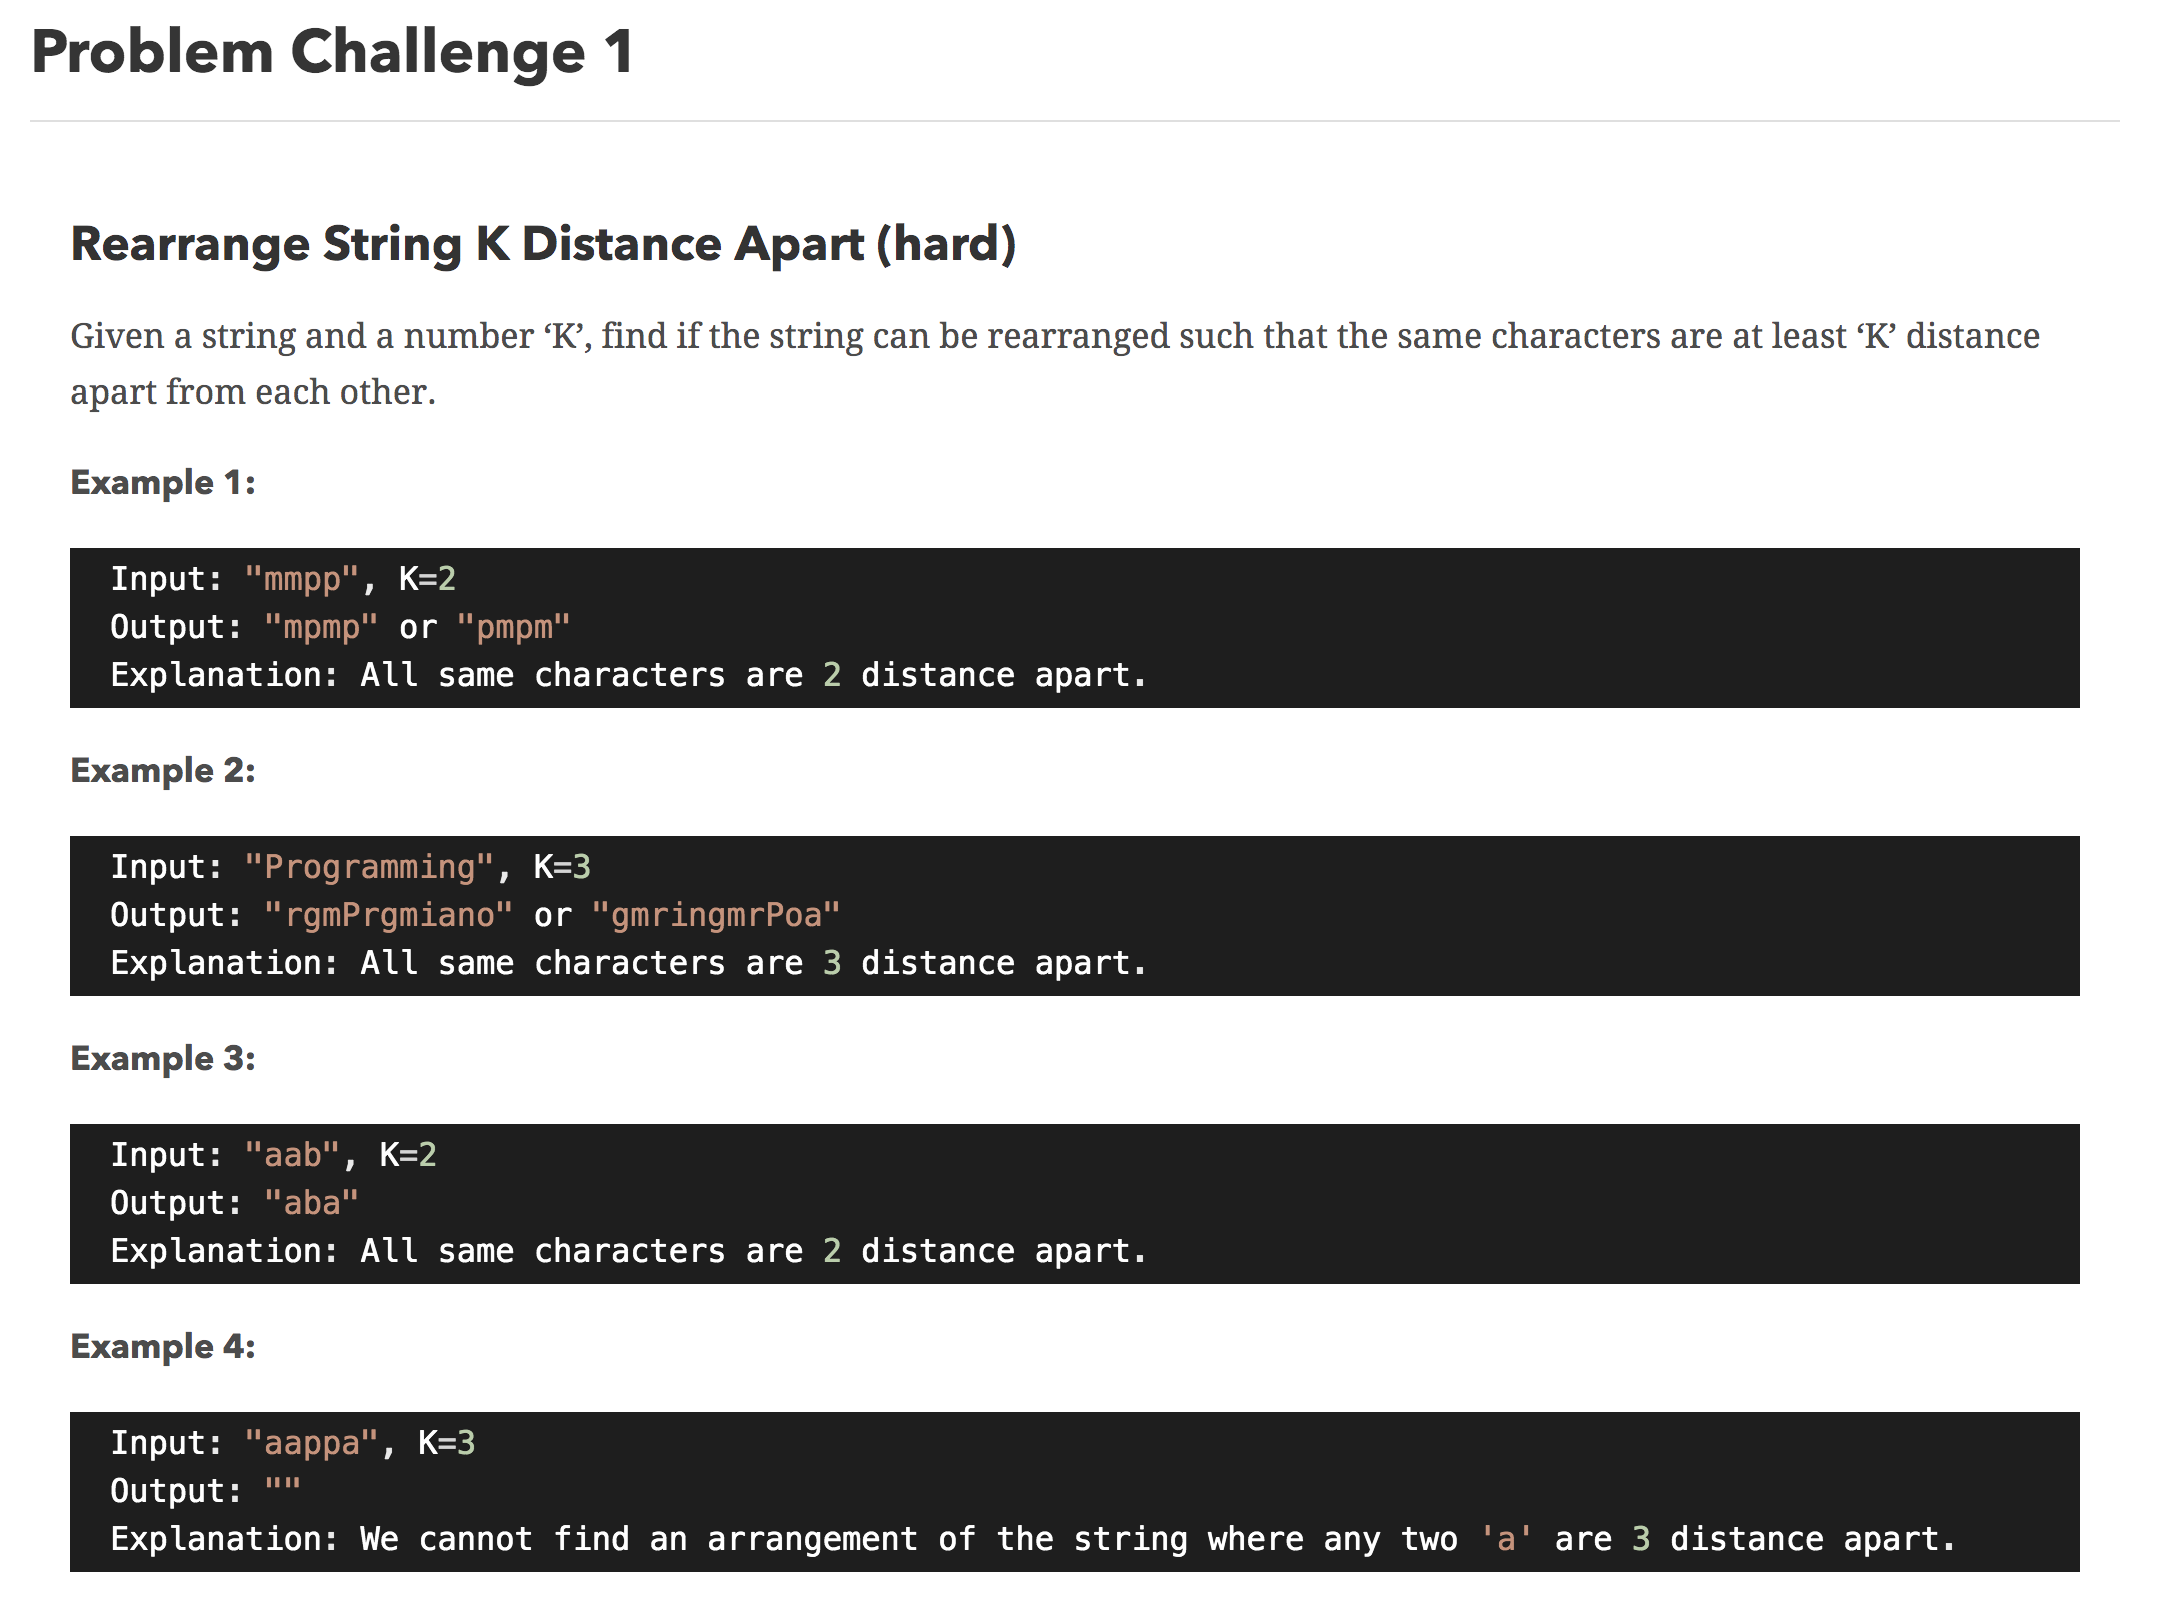 Problem Challenge 1
Rearrange String K Distance Apart (hard)
Given a string and a number ‘K’, find if the string can be rearranged such that the same characters are at least ‘K’ distance
apart from each other.
Example 1:
Input: "mmpp", K=2
Output: "mpmp" or "pmpm"
Explanation: All same characters are 2 distance apart.
Example 2:
Input: "Programming", K=3
Output: "rgmPrgmiano" or "gmringmrPoa"
Explanation: All same characters are 3 distance apart.
Example 3:
Input: "aab", K=2
Output: "aba"
Explanation: All same characters are 2 distance apart.
Example 4:
Input: "aappa", K=3
Output: ""
Explanation: We cannot find an arrangement of the string where any two 'a' are 3 distance apart.